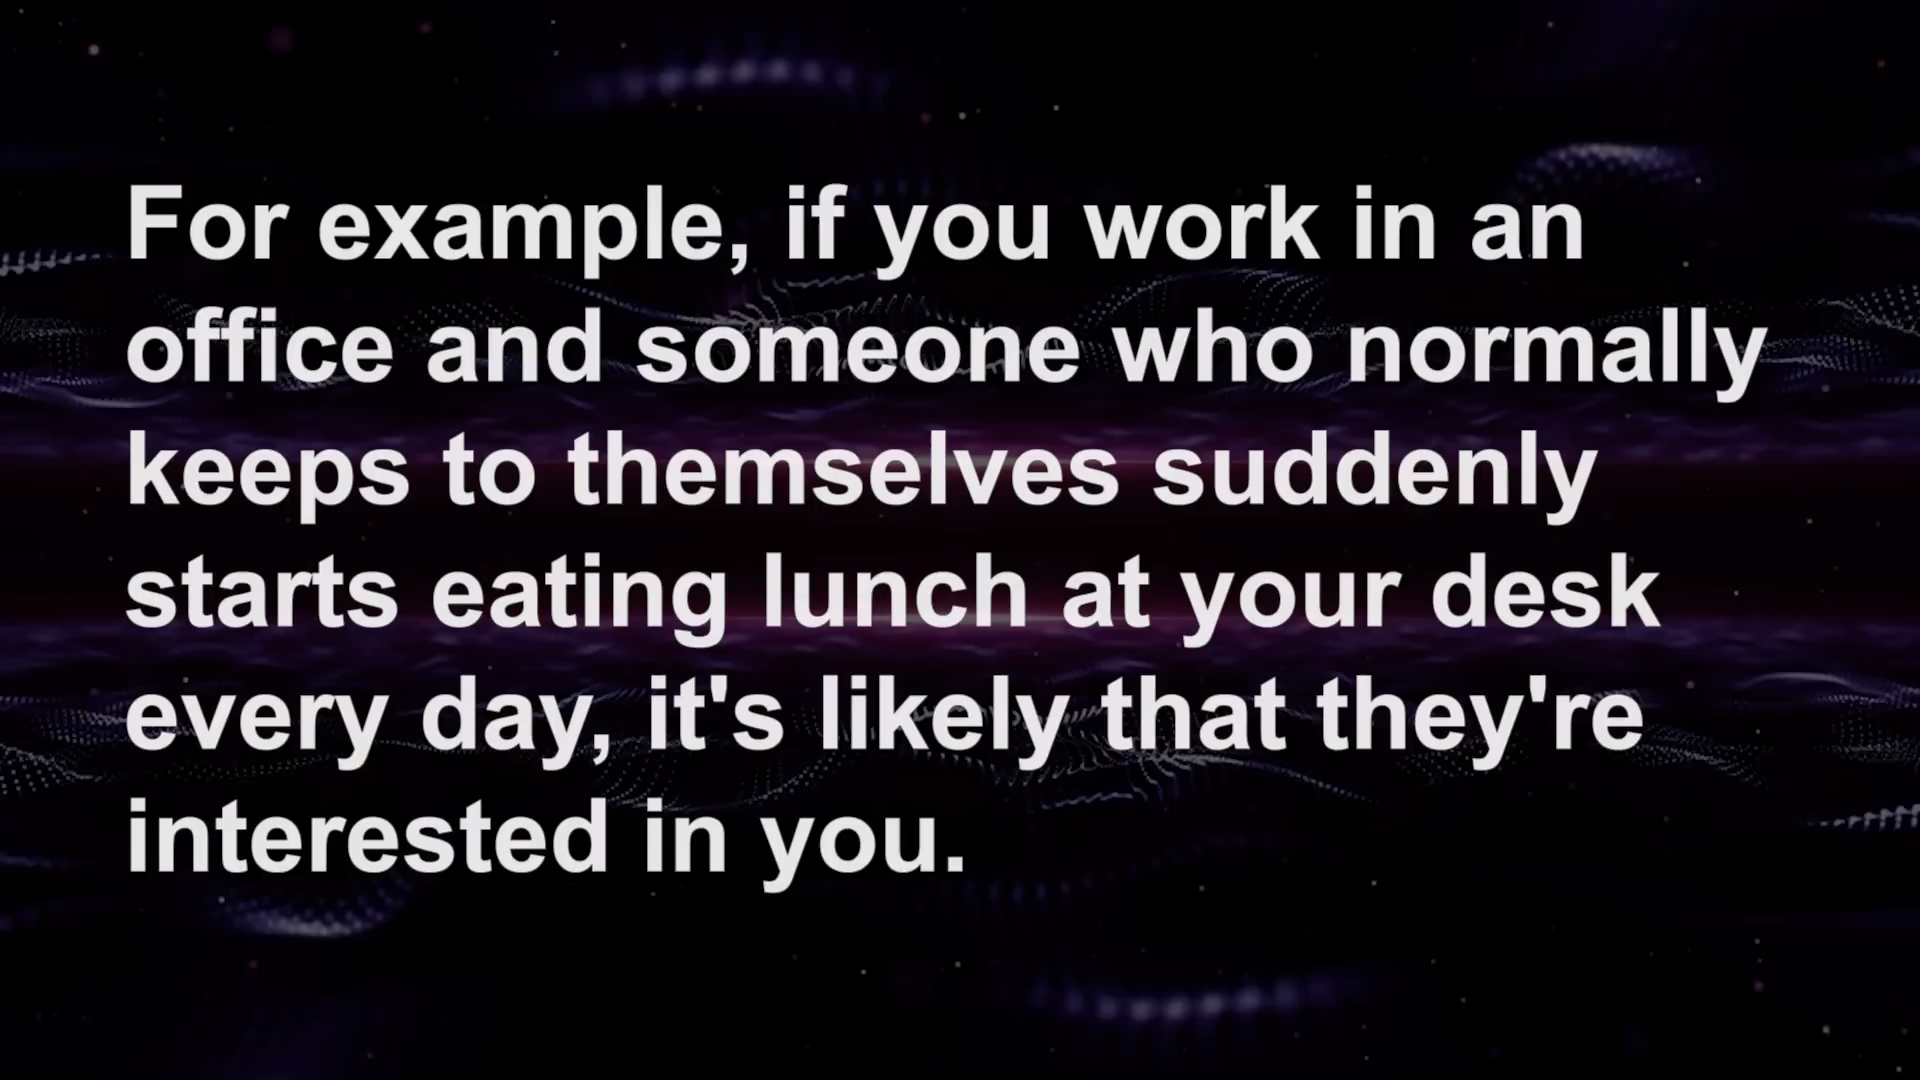 For example, if you work in an
office and someone who normally
keeps to themselves suddenly
starts eating lunch at your desk
every day, it's likely that they're
interested in you.